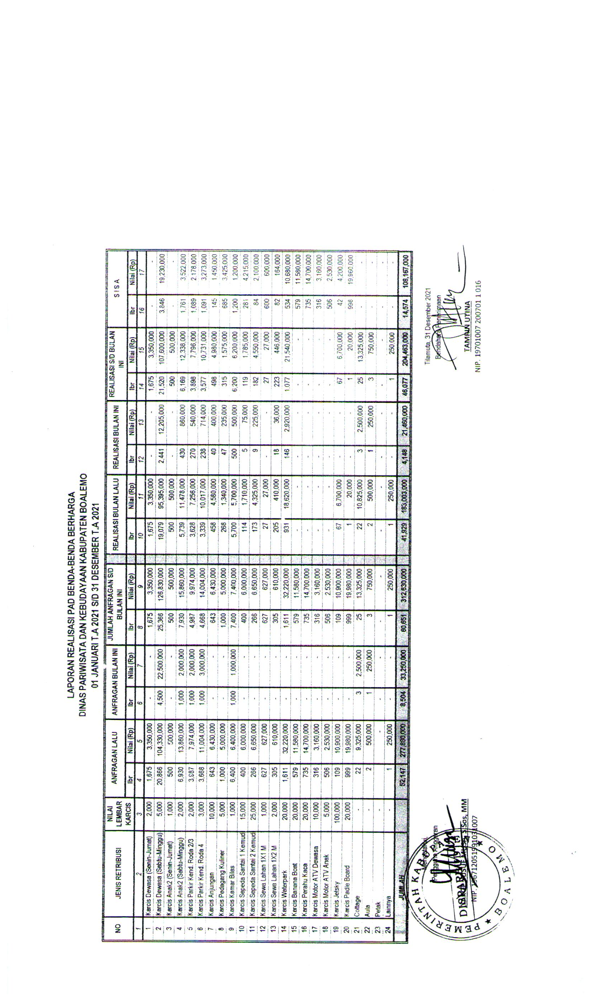 LAPORAN REALISASI PAD BENDA-BENDA BERHARGA
DINAS PARIWISATA DAN KEBUDAYAAN KABUPATEN BOALEMO
01 JANUARI T.A 2021 S/D 31 DESEMBER T.A 2021
NO JENIS RETRIBUSI NILAI LEMBAR KARCIS ANFRAGAN LALU ANFRAGAN BULAN INI JUMLAH ANFRAGAN S/D BULAN INI REALISASI BULAN LALU REALISASI BULAN INI REALISASI S/D BULAN INI SISA
lbr Nilai (Rp) lbr Nilai (Rp) lbr Nilai (Rp) lbr Nilai (Rp) lbr Nilai (Rp) lbr Nilai (Rp) lbr Nilai (Rp)
1 2 3 4 5 6 7 8 9 10 11 12 13 14 15 16 17
1 Karcis Dewasa (Senin-Jumat) 2,000 1,675 3,350,000 - - 1,675 3,350,000 1,675 3,350,000 - - 1,675 3,350,000 - -
2 Karcis Dewasa (Sabtu-Minggu) 5,000 20,866 104,330,000 4,500 22,500,000 25,366 126,830,000 19,079 95,395,000 2,441 12,205,000 21,520 107,600,000 3,846 19,230,000
3 Karcis Anak2 (Senin-Jumat) 1,000 500 500,000 - - 500 500,000 500 500,000 - - 500 500,000 - -
4 Karcis Anak2 (Sabtu-Minggu) 2,000 6,930 13,860,000 1,000 2,000,000 7,930 15,860,000 5,739 11,478,000 430 860,000 6,169 12,338,000 1,761 3,522,000
5 Karcis Parkir Kend. Roda 2/3 2,000 3,987 7,974,000 1,000 2,000,000 4,987 9,974,000 3,628 7,256,000 270 540,000 3,898 7,796,000 1,089 2,178,000
6 Karcis Parkir Kend. Roda 4 3,000 3,668 11,004,000 1,000 3,000,000 4,668 14,004,000 3,339 10,017,000 238 714,000 3,577 10,731,000 1,091 3,273,000
7 Karcis Anjungan 10,000 643 6,430,000 - - 643 6,430,000 458 4,580,000 40 400,000 498 4,980,000 145 1,450,000
8 Karcis Pedagang Kuliner 5,000 1,000 5,000,000 - - 1,000 5,000,000 268 1,340,000 47 235,000 315 1,575,000 685 3,425,000
9 Karcis Kamar Bilas 1,000 6,400 6,400,000 1,000 1,000,000 7,400 7,400,000 5,700 5,700,000 500 500,000 6,200 6,200,000 1,200 1,200,000
10 Karcis Sepeda Santai 1 Kemudi 15,000 400 6,000,000 - - 400 6,000,000 114 1,710,000 5 75,000 119 1,785,000 281 4,215,000
11 Karcis Sepeda Santai 2 Kemudi 25,000 266 6,650,000 - - 266 6,650,000 173 4,325,000 9 225,000 182 4,550,000 84 2,100,000
12 Karcis Sewa Lahan 1X1 M 1,000 627 627,000 - - 627 627,000 27 27,000 - - 27 27,000 600 600,000
13 Karcis Sewa Lahan 1X2 M 2,000 305 610,000 - - 305 610,000 205 410,000 18 36,000 223 446,000 82 164,000
14 Karcis Waterpark 20,000 1,611 32,220,000 - - 1,611 32,220,000 931 18,620,000 146 2,920,000 1,077 21,540,000 534 10,680,000
15 Karcis Banana Boat 20,000 579 11,580,000 - - 579 11,580,000 - - - - - - 579 11,580,000
16 Karcis Perahu Kaca 20,000 735 14,700,000 - - 735 14,700,000 - - - - - - 735 14,700,000
17 Karcis Motor ATV Dewasa 10,000 316 3,160,000 - - 316 3,160,000 - - - - - - 316 3,160,000
18 Karcis Motor ATV Anak 5,000 506 2,530,000 - - 506 2,530,000 - - - - - - 506 2,530,000
19 Karcis Jetsky 100,000 109 10,900,000 - - 109 10,900,000 67 6,700,000 - - 67 6,700,000 42 4,200,000
20 Karcis Padle Board 20,000 999 19,980,000 - - 999 19,980,000 1 20,000 - - 1 20,000 998 19,960,000
21 Cottage - 22 9,325,000 3 2,500,000 25 13,325,000 22 10,825,000 3 2,500,000 25 13,325,000 - -
22 Aula - 2 500,000 1 250,000 3 750,000 2 500,000 1 250,000 3 750,000 - -
23 Petak - - - - - - - - - - - - - -
24 Lainnya - 1 250,000 - - 1 250,000 1 250,000 - - 1 250,000 - -
JUMLAH 52,147 277,880,000 8,504 33,250,000 60,651 312,630,000 41,929 183,003,000 4,148 21,460,000 46,077 204,463,000 14,574 108,167,000
Tilamuta, 31 Desember 2021
Mengetahui,
Pengguna Anggaran
Bendahara Penerimaan
PEMERINTAH KABUPATEN
BOALEMO
S.Sos, MM
NIP. 196712051991031007
TAMRIN UTINA
NIP. 19701007 200701 1 016